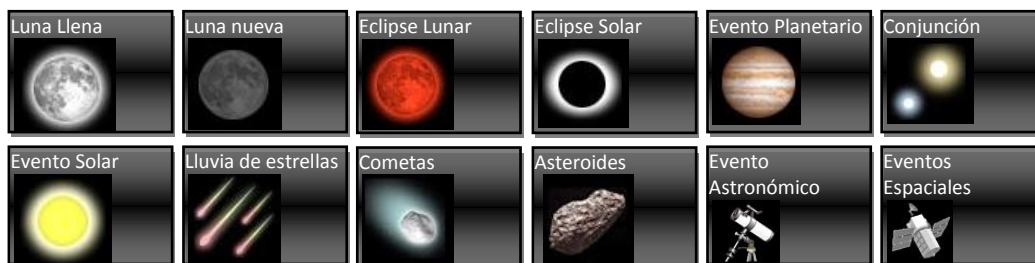 Luna Llena
Luna nueva
Eclipse Lunar
Eclipse Solar
Evento Planetario
Conjunción
Evento Solar
Lluvia de estrellas
Cometas
Asteroides
Evento
Astronómico
Eventos
Espaciales